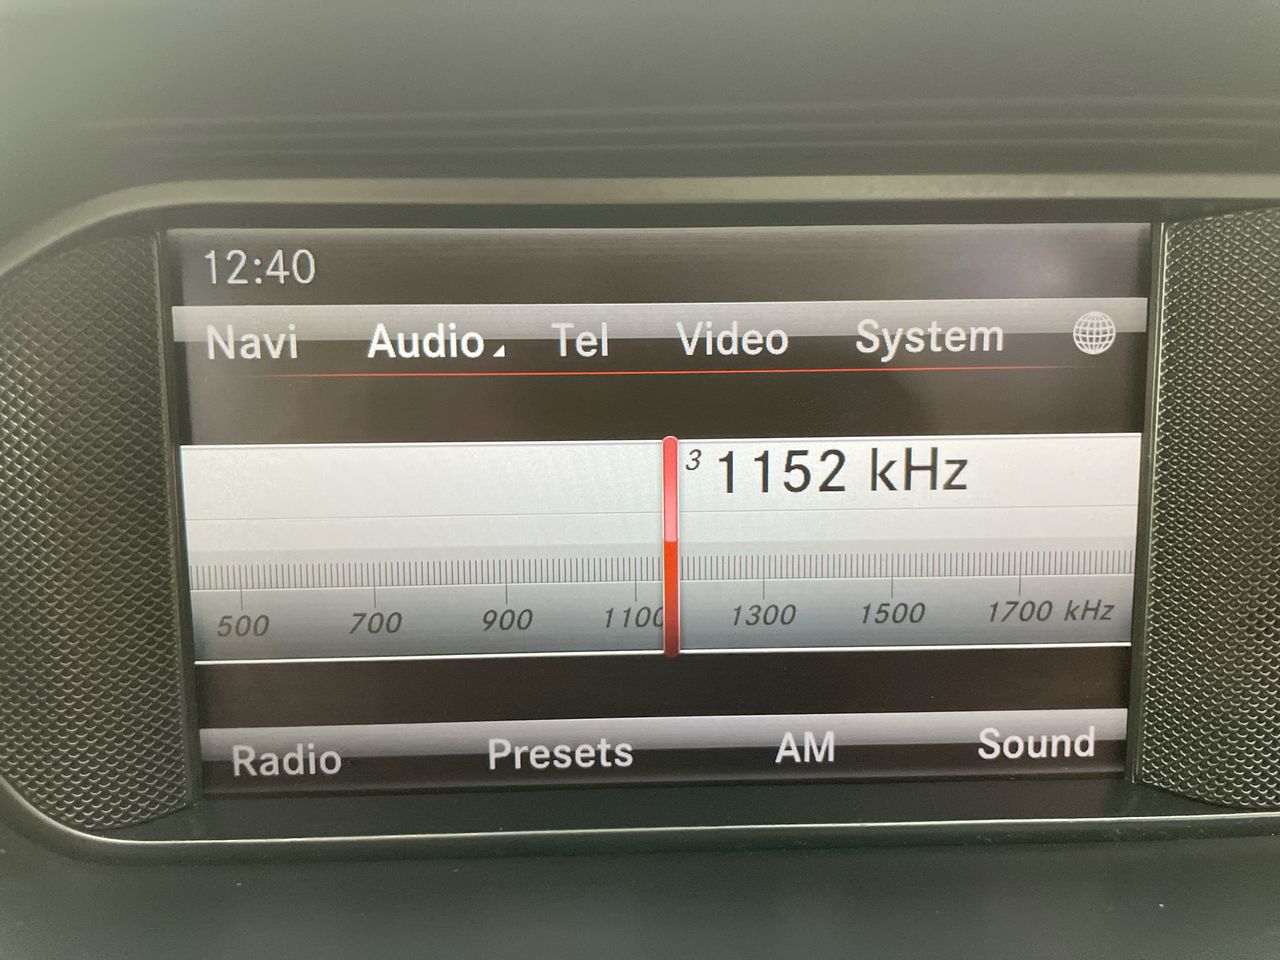 12:40
Navi Audio Tel Video System
3 1152 kHz
500 700 900 1100 1300 1500 1700 kHz
Radio Presets AM Sound